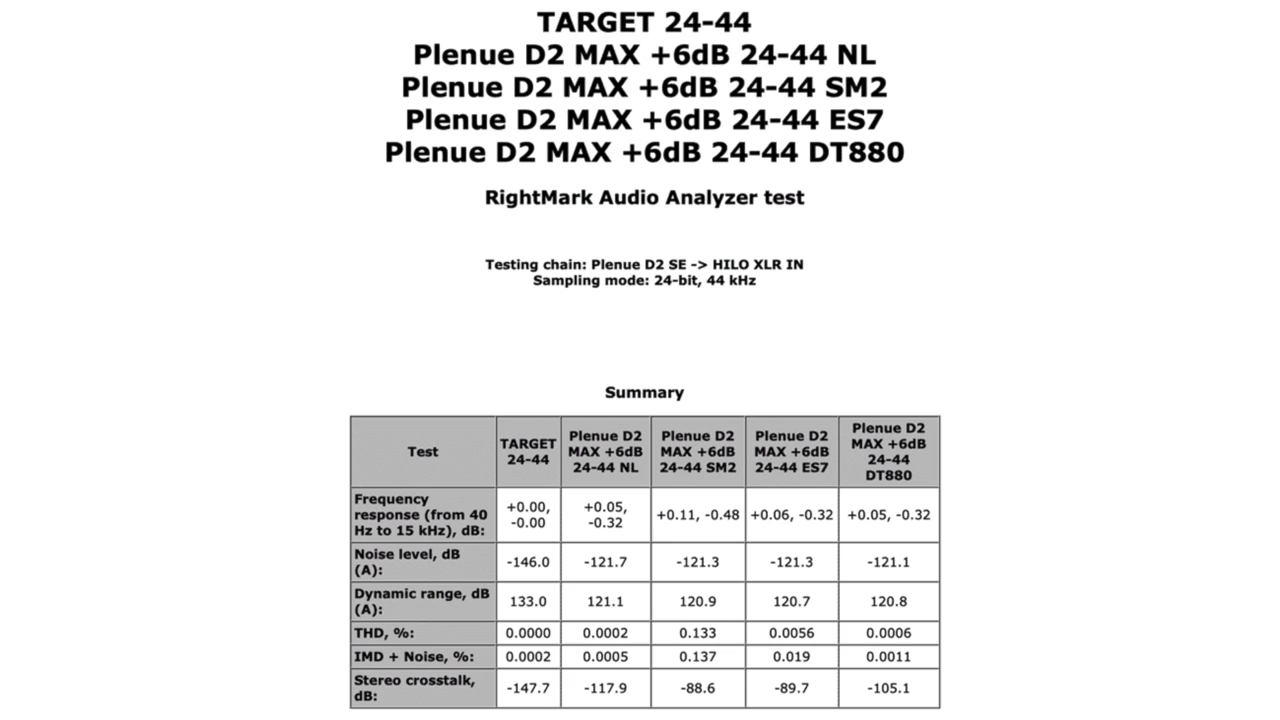 TARGET 24-44
Plenue D2 MAX +6dB 24-44 NL
Plenue D2 MAX +6dB 24-44 SM2
Plenue D2 MAX +6dB 24-44 ES7
Plenue D2 MAX +6dB 24-44 DT880
RightMark Audio Analyzer test
Testing chain: Plenue D2 SE -> HILO XLR IN
Sampling mode: 24-bit, 44 kHz
Summary
Test
TARGET
24-44
Plenue D2
MAX +6dB
24-44 NL
Plenue D2
MAX +6dB
24-44 SM2
Plenue D2
MAX +6dB
24-44 ES7
Plenue D2
MAX +6dB
24-44
DT880
Frequency
response (from 40
Hz to 15 kHz), dB:
+0.00,
-0.00
+0.05,
-0.32
+0.11, -0.48
+0.06, -0.32
+0.05, -0.32
Noise level, dB
(A):
-146.0
-121.7
-121.3
-121.3
-121.1
Dynamic range, dB
(A):
133.0
121.1
120.9
120.7
120.8
THD, %:
0.0000
0.0002
0.133
0.0056
0.0006
IMD + Noise, %:
0.0002
0.0005
0.137
0.019
0.0011
Stereo crosstalk,
dB:
-147.7
-117.9
-88.6
-89.7
-105.1